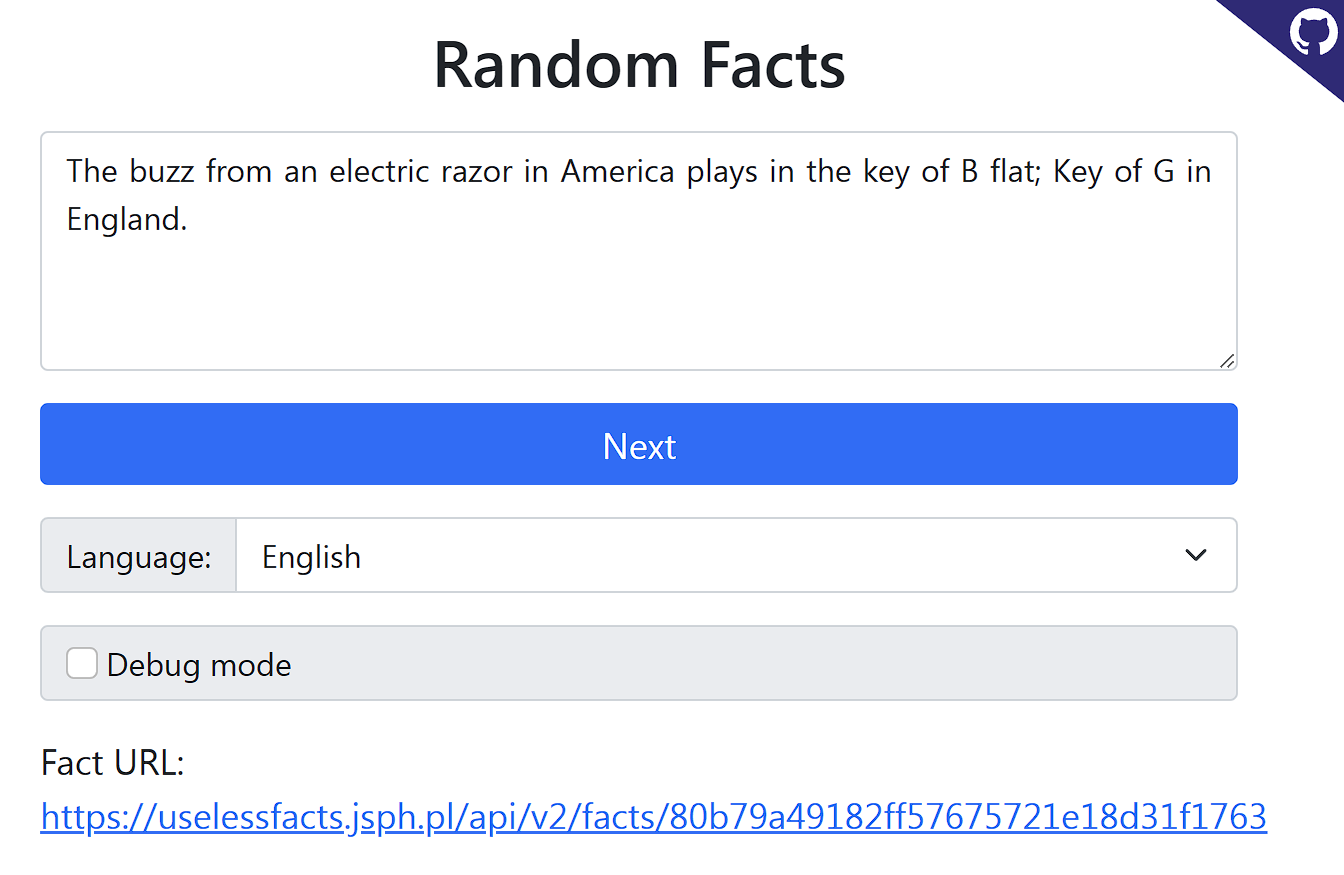 Random Facts
The buzz from an electric razor in America plays in the key of B flat; Key of G in
England.
Next
Language: English
Debug mode
Fact URL:
https://uselessfacts.jsph.pl/api/v2/facts/80b79a49182ff57675721e18d31f1763